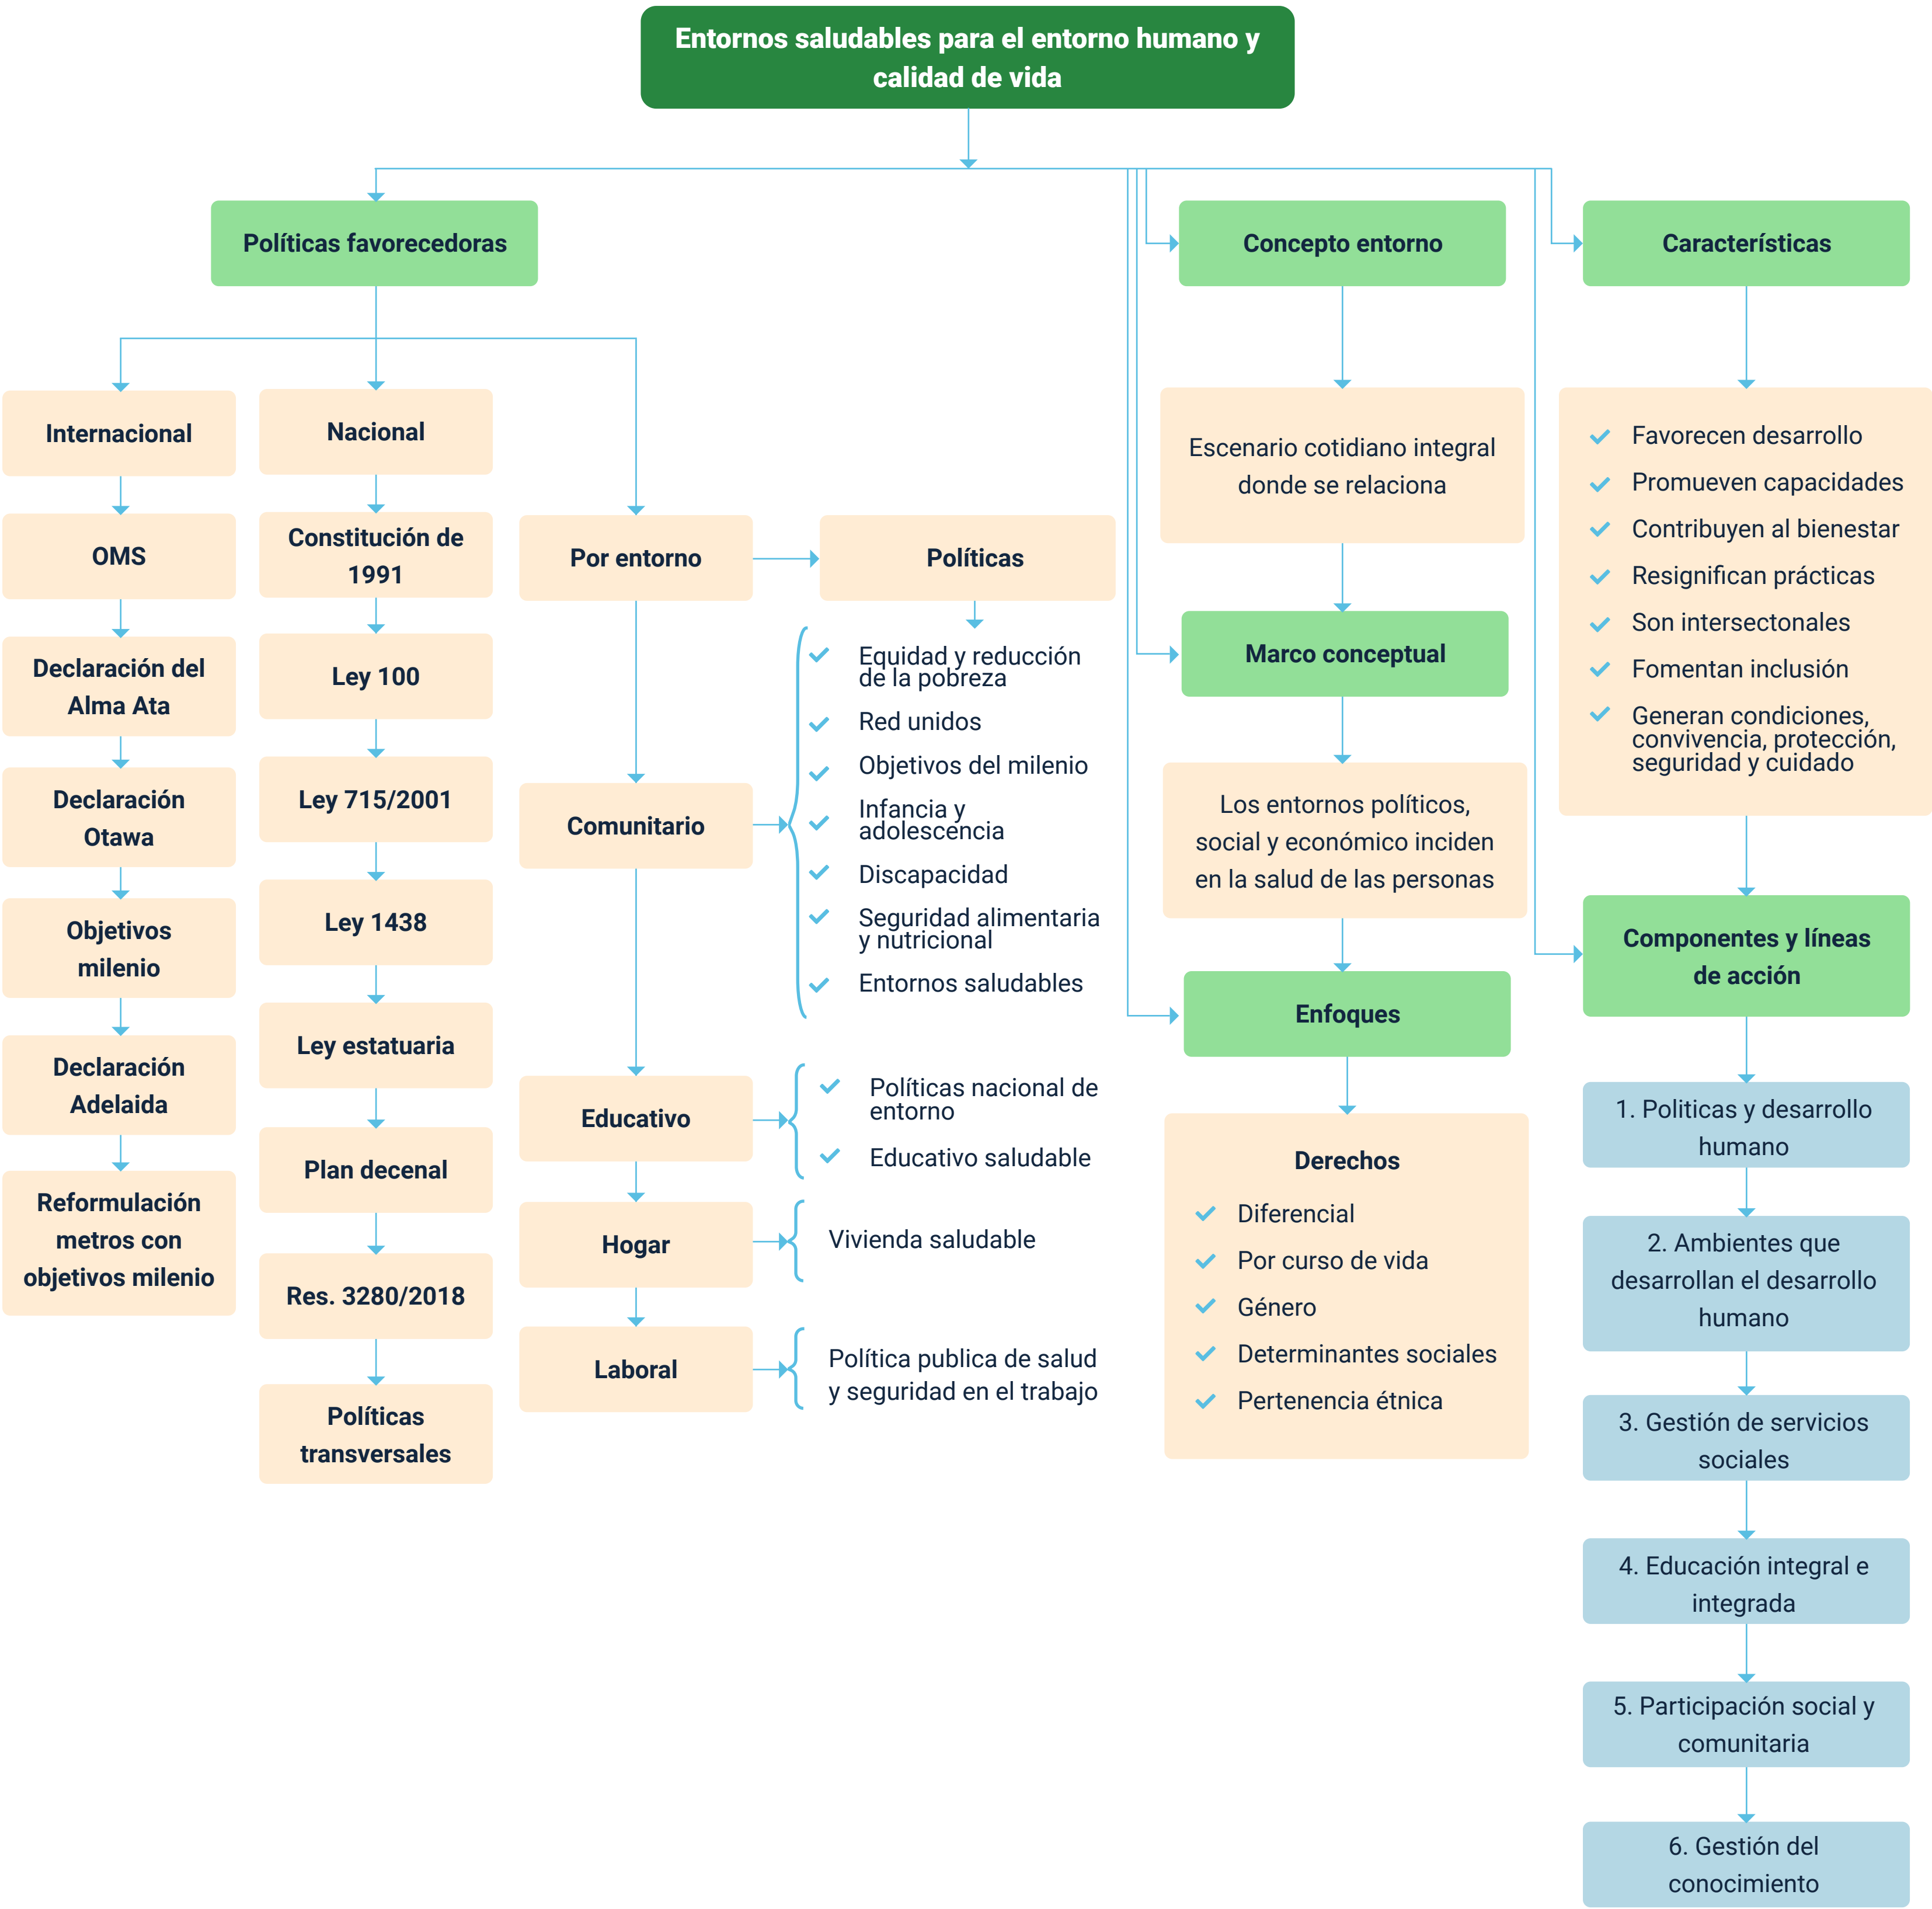 Entornos saludables para el entorno humano y
calidad de vida
Políticas favorecedoras
Internacional
OMS
Declaración del
Alma Ata
Declaración
Otawa
Objetivos
milenio
Declaración
Adelaida
Reformulación
metros con
objetivos milenio
Nacional
Constitución de
1991
Ley 100
Ley 715/2001
Ley 1438
Ley estatuaria
Plan decenal
Res. 3280/2018
Políticas
transversales
Por entorno
Políticas
Comunitario
Equidad y reducción
de la pobreza
Red unidos
Objetivos del milenio
Infancia y
adolescencia
Discapacidad
Seguridad alimentaria
y nutricional
Entornos saludables
Educativo
Políticas nacional de
entorno
Educativo saludable
Hogar
Vivienda saludable
Laboral
Política publica de salud
y seguridad en el trabajo
Concepto entorno
Escenario cotidiano integral
donde se relaciona
Marco conceptual
Los entornos políticos,
social y económico inciden
en la salud de las personas
Enfoques
Derechos
Diferencial
Por curso de vida
Género
Determinantes sociales
Pertenencia étnica
Características
Favorecen desarrollo
Promueven capacidades
Contribuyen al bienestar
Resignifican prácticas
Son intersectonales
Fomentan inclusión
Generan condiciones,
convivencia, protección,
seguridad y cuidado
Componentes y líneas
de acción
1. Politicas y desarrollo
humano
2. Ambientes que
desarrollan el desarrollo
humano
3. Gestión de servicios
sociales
4. Educación integral e
integrada
5. Participación social y
comunitaria
6. Gestión del
conocimiento